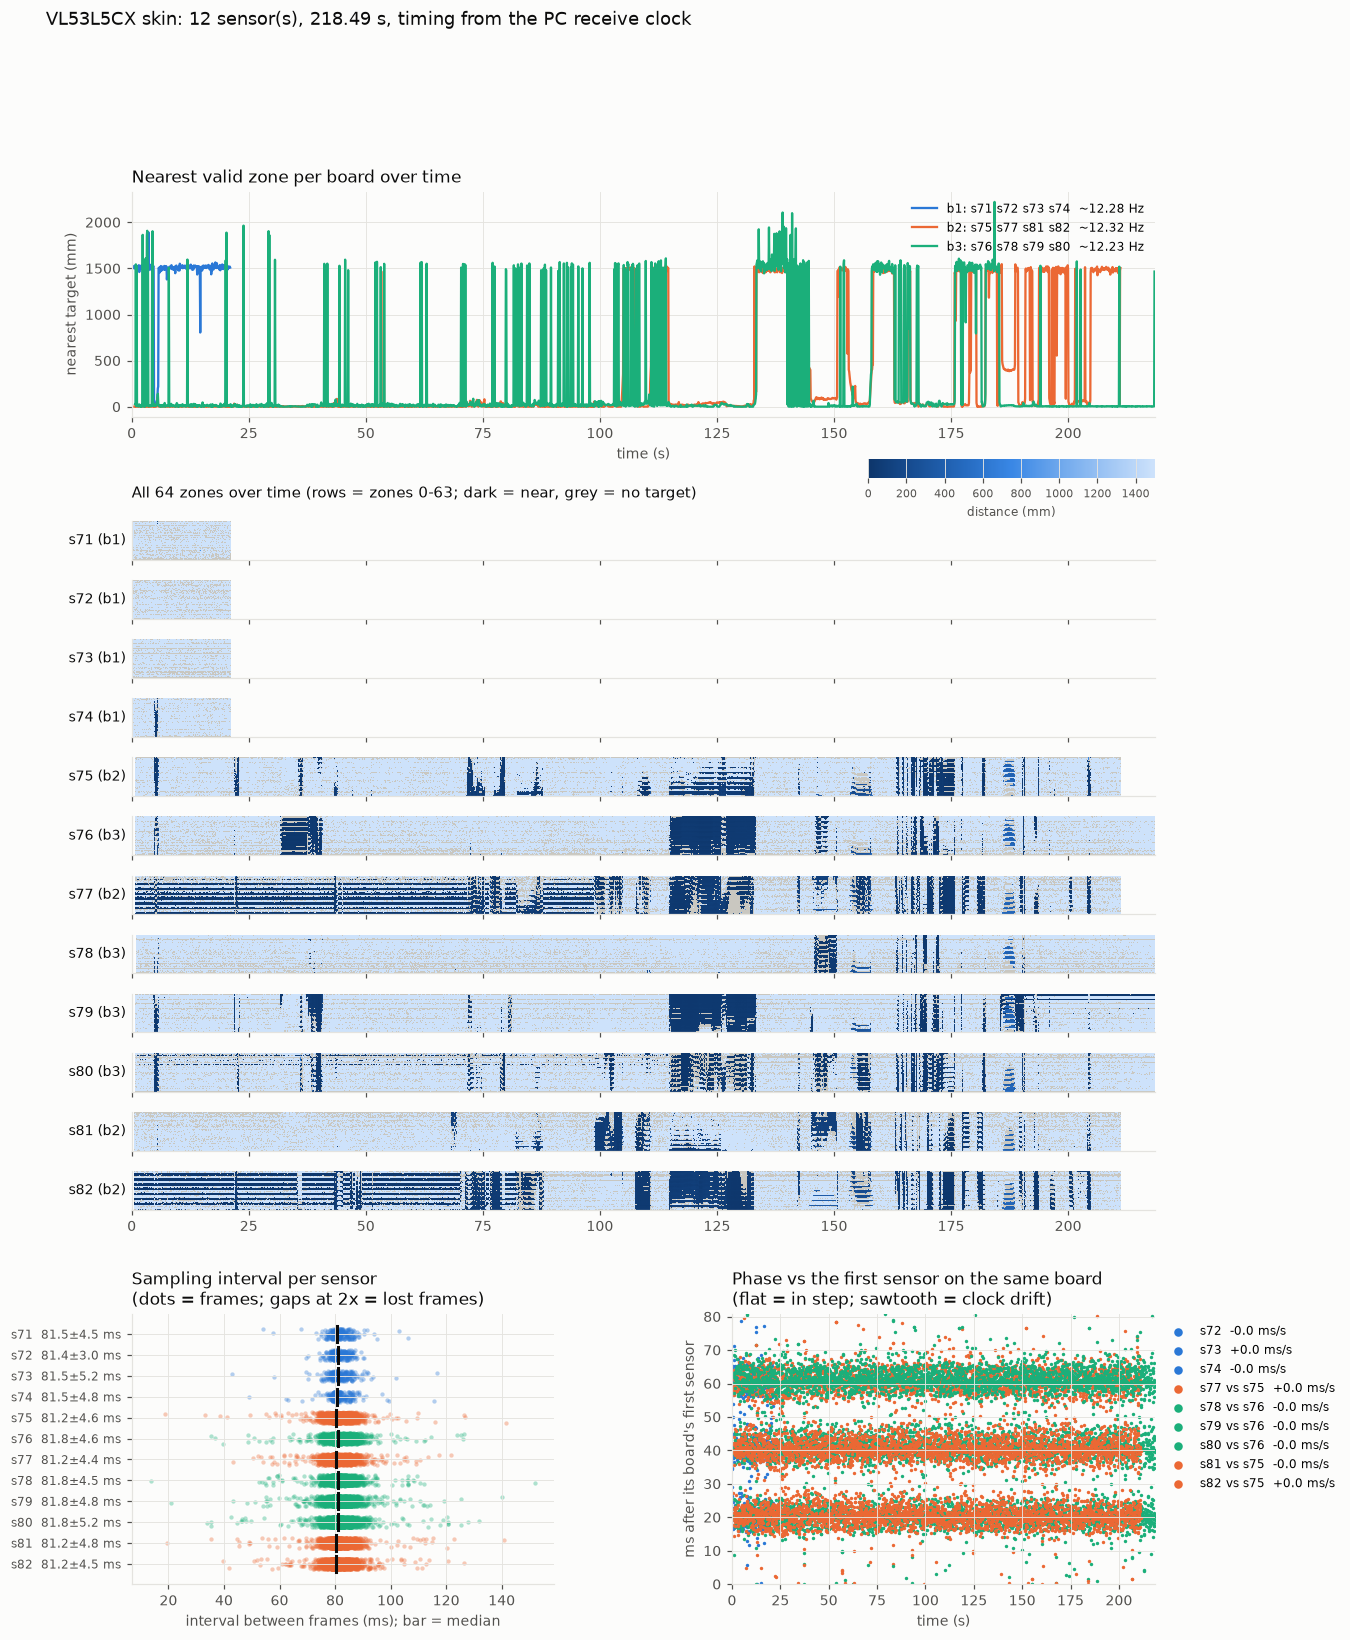 VL53L5CX skin: 12 sensor(s), 218.49 s, timing from the PC receive clock
Nearest valid zone per board over time
nearest target (mm)
2000
1500
1000
500
0
b1: s71 s72 s73 s74  ~12.28 Hz
b2: s75 s77 s81 s82  ~12.32 Hz
b3: s76 s78 s79 s80  ~12.23 Hz
0 25 50 75 100 125 150 175 200
time (s)
0 200 400 600 800 1000 1200 1400
distance (mm)
All 64 zones over time (rows = zones 0-63; dark = near, grey = no target)
s71 (b1)
s72 (b1)
s73 (b1)
s74 (b1)
s75 (b2)
s76 (b3)
s77 (b2)
s78 (b3)
s79 (b3)
s80 (b3)
s81 (b2)
s82 (b2)
0 25 50 75 100 125 150 175 200
Sampling interval per sensor
(dots = frames; gaps at 2x = lost frames)
s71  81.5±4.5 ms
s72  81.4±3.0 ms
s73  81.5±5.2 ms
s74  81.5±4.8 ms
s75  81.2±4.6 ms
s76  81.8±4.6 ms
s77  81.2±4.4 ms
s78  81.8±4.5 ms
s79  81.8±4.8 ms
s80  81.8±5.2 ms
s81  81.2±4.8 ms
s82  81.2±4.5 ms
20 40 60 80 100 120 140
interval between frames (ms); bar = median
Phase vs the first sensor on the same board
(flat = in step; sawtooth = clock drift)
ms after its board's first sensor
80
70
60
50
40
30
20
10
0
0 25 50 75 100 125 150 175 200
time (s)
s72  -0.0 ms/s
s73  +0.0 ms/s
s74  -0.0 ms/s
s77 vs s75  +0.0 ms/s
s78 vs s76  -0.0 ms/s
s79 vs s76  -0.0 ms/s
s80 vs s76  -0.0 ms/s
s81 vs s75  -0.0 ms/s
s82 vs s75  +0.0 ms/s